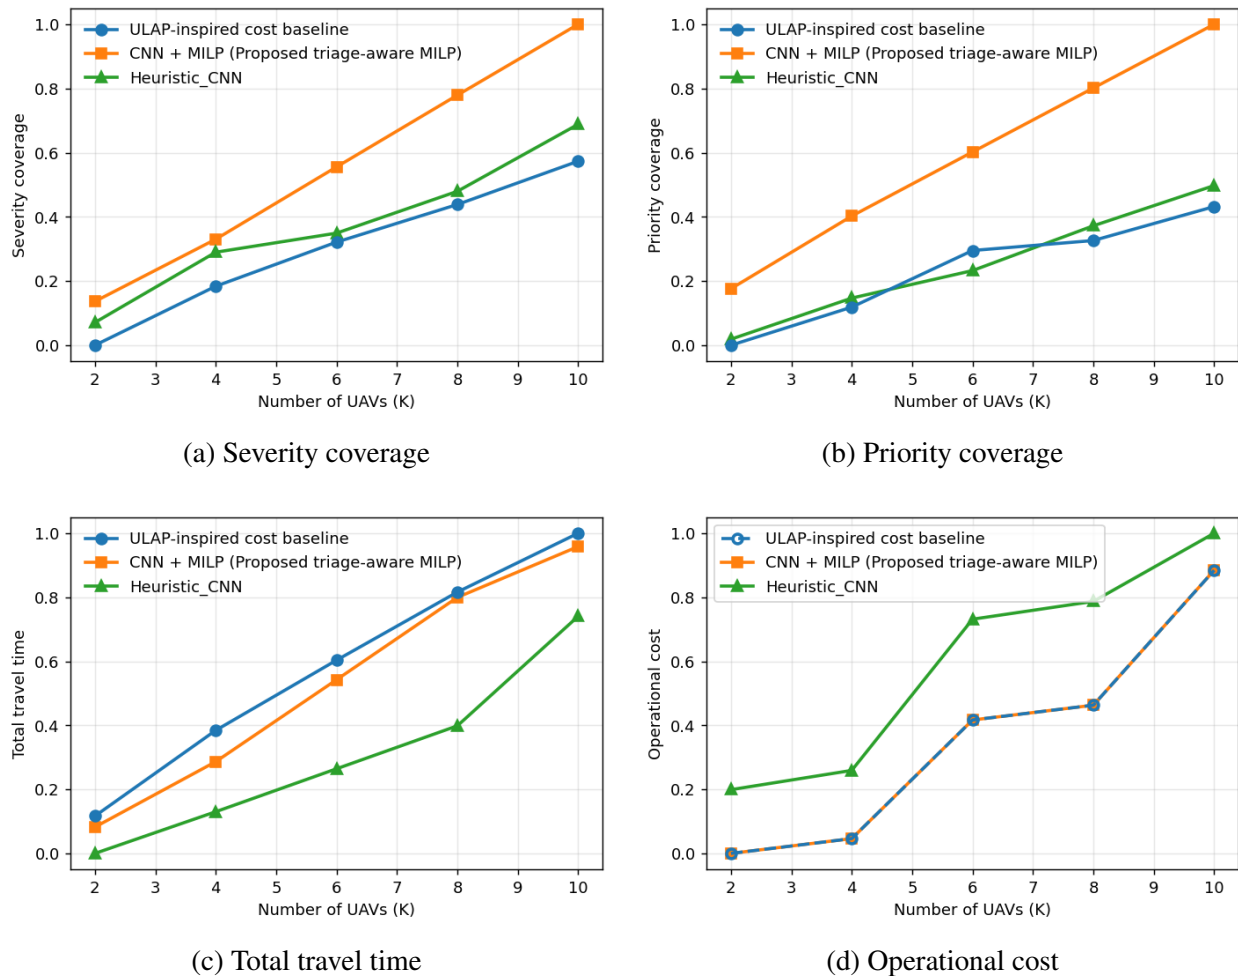 ULAP-inspired cost baseline
CNN + MILP (Proposed triage-aware MILP)
Heuristic_CNN
1.0
0.8
0.6
0.4
0.2
0.0
Severity coverage
2 3 4 5 6 7 8 9 10
Number of UAVs (K)
(a) Severity coverage
ULAP-inspired cost baseline
CNN + MILP (Proposed triage-aware MILP)
Heuristic_CNN
1.0
0.8
0.6
0.4
0.2
0.0
Priority coverage
2 3 4 5 6 7 8 9 10
Number of UAVs (K)
(b) Priority coverage
ULAP-inspired cost baseline
CNN + MILP (Proposed triage-aware MILP)
Heuristic_CNN
1.0
0.8
0.6
0.4
0.2
0.0
Total travel time
2 3 4 5 6 7 8 9 10
Number of UAVs (K)
(c) Total travel time
ULAP-inspired cost baseline
CNN + MILP (Proposed triage-aware MILP)
Heuristic_CNN
1.0
0.8
0.6
0.4
0.2
0.0
Operational cost
2 3 4 5 6 7 8 9 10
Number of UAVs (K)
(d) Operational cost